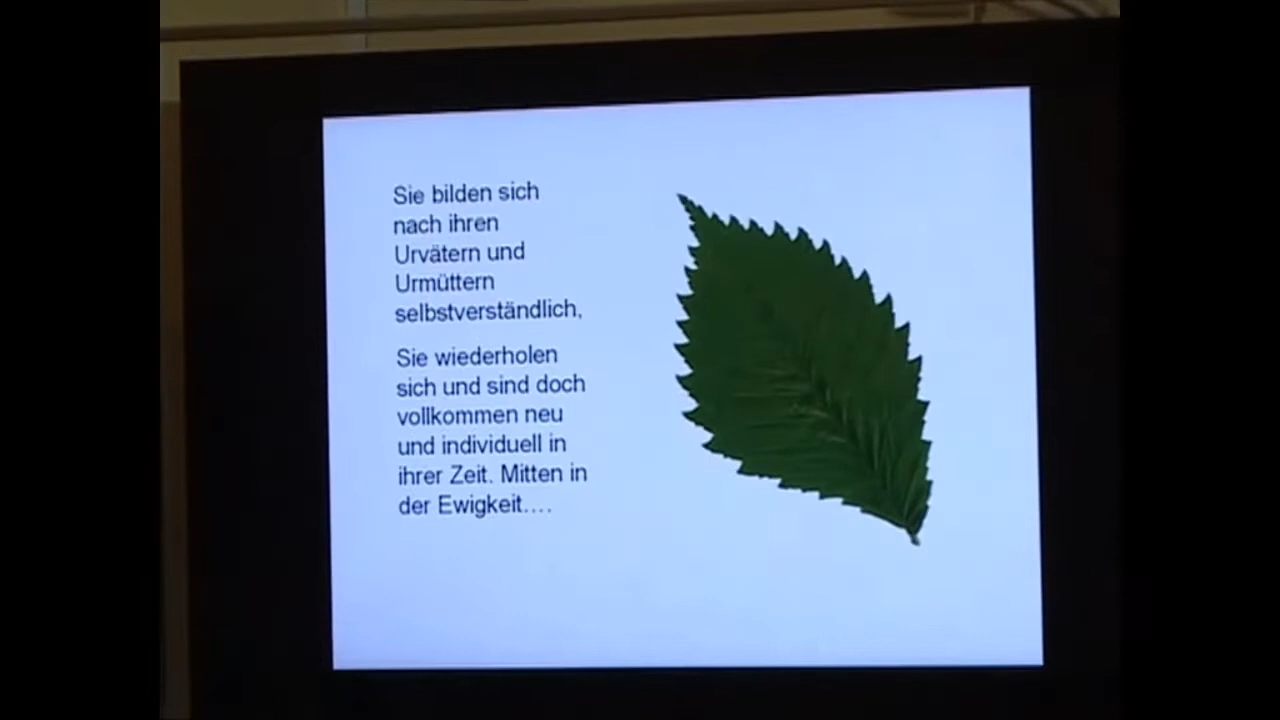 Sie bilden sich
nach ihren
Urvätern und
Urmüttern
selbstverständlich,
Sie wiederholen
sich und sind doch
vollkommen neu
und individuell in
ihrer Zeit. Mitten in
der Ewigkeit….